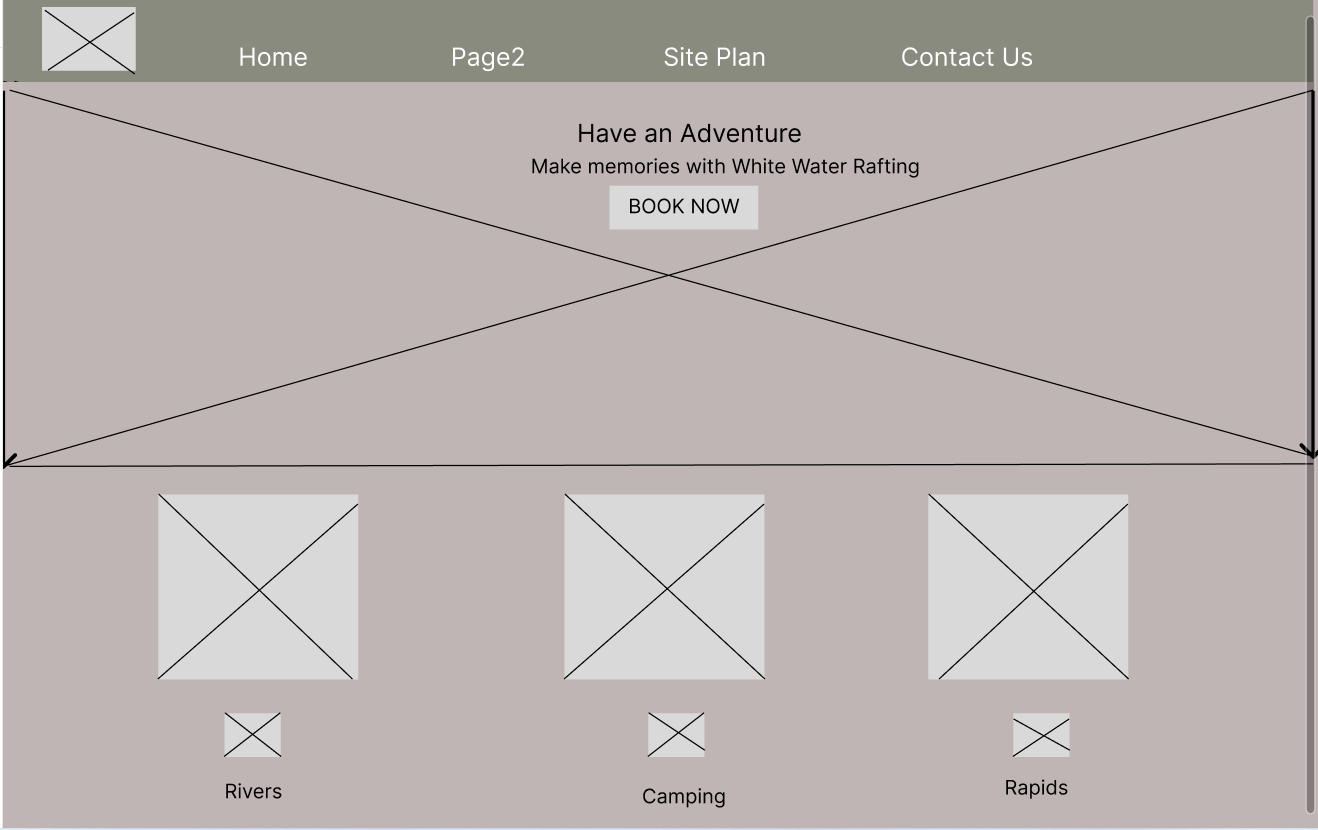 Home Page2 Site Plan Contact Us
Have an Adventure
Make memories with White Water Rafting
BOOK NOW
Rivers Camping Rapids